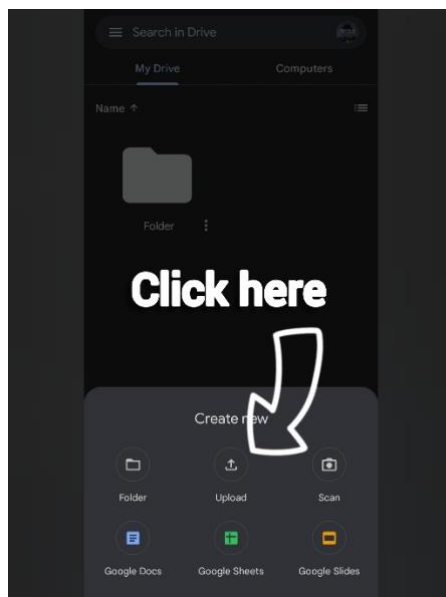 Search in Drive
My Drive Computers
Name ↑
Folder
Click here
Create new
Folder Upload Scan
Google Docs Google Sheets Google Slides